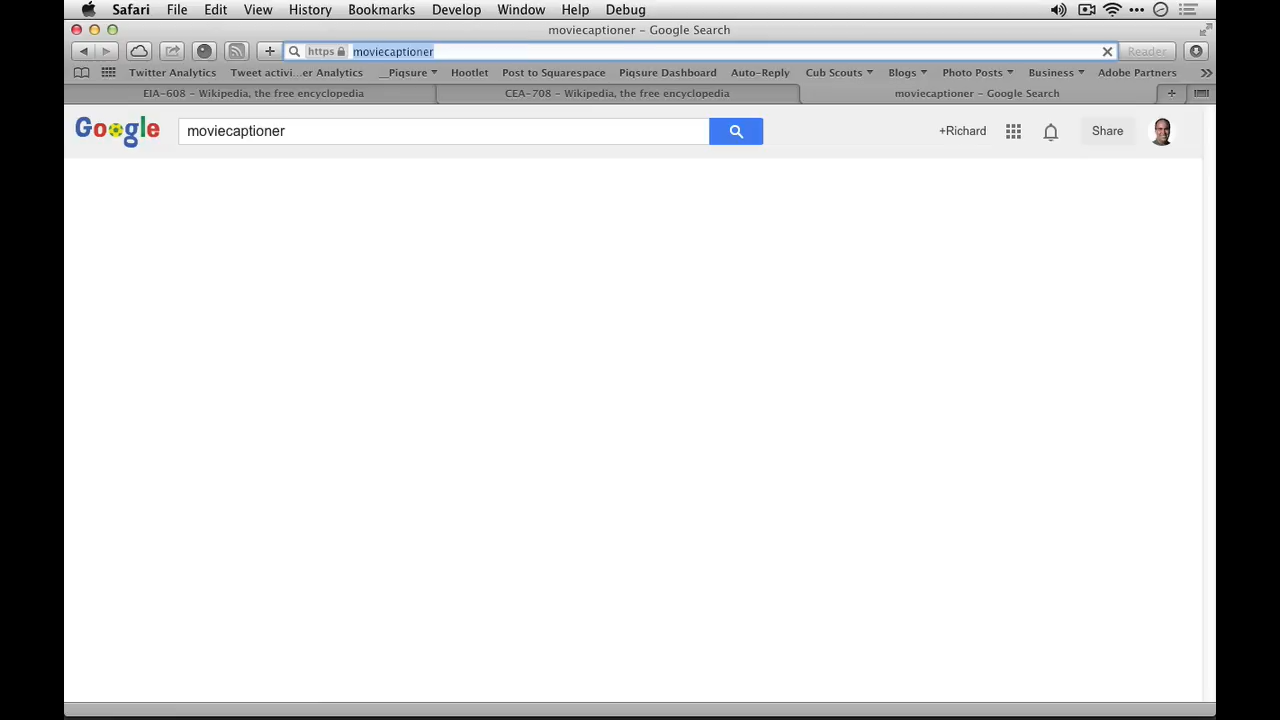 Safari File Edit View History Bookmarks Develop Window Help Debug
moviecaptioner – Google Search
https moviecaptioner Reader
Twitter Analytics Tweet activi...er Analytics __Piqsure Hootlet Post to Squarespace Piqsure Dashboard Auto-Reply Cub Scouts Blogs Photo Posts Business Adobe Partners
EIA-608 – Wikipedia, the free encyclopedia CEA-708 – Wikipedia, the free encyclopedia moviecaptioner – Google Search
Google moviecaptioner +Richard Share